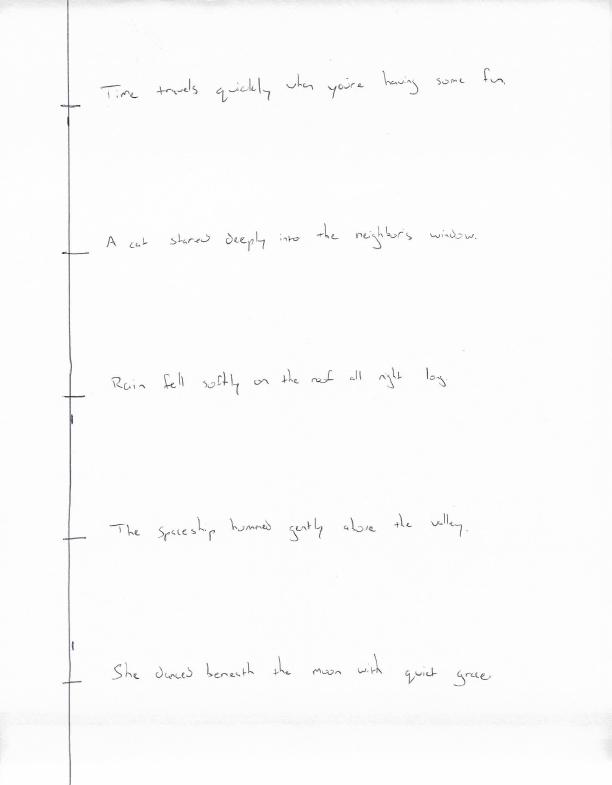 Time travels quickly when you're having some fun.
A cat stared deeply into the neighbor's window.
Rain fell softly on the roof all night long
The spaceship hummed gently above the valley.
She danced beneath the moon with quiet grace